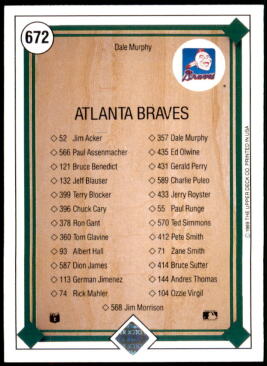 672
Dale Murphy
Braves
ATLANTA BRAVES
◇ 52 Jim Acker
◇ 566 Paul Assenmacher
◇ 121 Bruce Benedict
◇ 132 Jeff Blauser
◇ 399 Terry Blocker
◇ 396 Chuck Cary
◇ 378 Ron Gant
◇ 360 Tom Glavine
◇ 93 Albert Hall
◇ 587 Dion James
◇ 113 German Jimenez
◇ 74 Rick Mahler
◇ 357 Dale Murphy
◇ 435 Ed Olwine
◇ 431 Gerald Perry
◇ 589 Charlie Puleo
◇ 433 Jerry Royster
◇ 55 Paul Runge
◇ 570 Ted Simmons
◇ 412 Pete Smith
◇ 71 Zane Smith
◇ 414 Bruce Sutter
◇ 144 Andres Thomas
◇ 104 Ozzie Virgil
◇ 568 Jim Morrison
© 1989 THE UPPER DECK CO. PRINTED IN USA